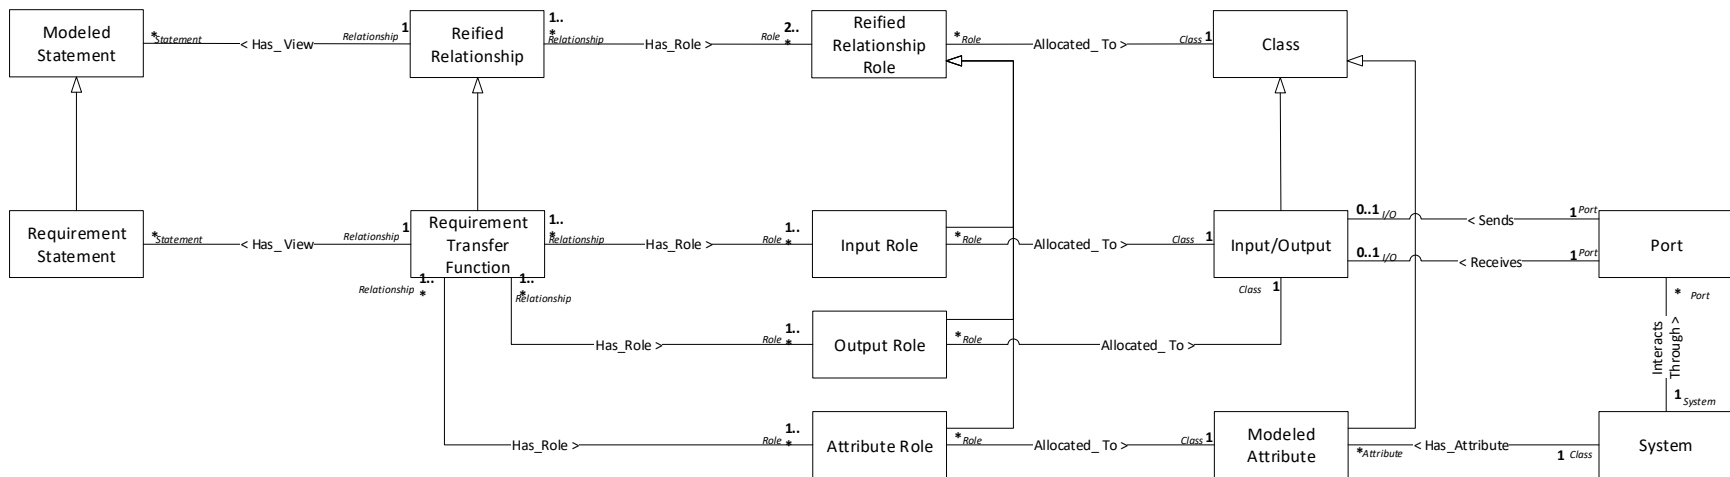 Modeled
Statement
*Statement
< Has_View
Relationship 1
Reified
Relationship
1..
*
Relationship
Has_Role >
Role
2..
*
Reified
Relationship
Role
*Role
Allocated_ To >
Class 1
Class
Requirement
Statement
*Statement
< Has_View
Relationship 1
Requirement
Transfer
Function
1..
*
Relationship
Has_Role >
Role
1..
*
Input Role
*Role
Allocated_ To >
Class 1
Input/Output
0..1 I/O
< Sends
1 Port
0..1 I/O
< Receives
1 Port
Port
Relationship
1..
*
1..
*
Relationship
Class 1
* Port
Has_Role >
Role
1..
*
Output Role
*Role
Allocated_ To >
Interacts
Through >
1 System
Has_Role >
Role
1..
*
Attribute Role
*Role
Allocated_ To >
Class 1
Modeled
Attribute
*Attribute
< Has_Attribute
1 Class
System